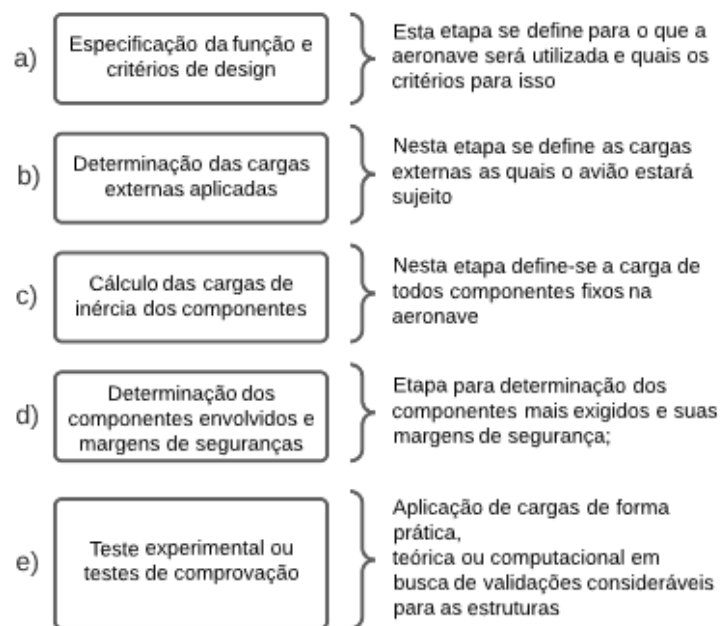 a)
Especificação da função e
critérios de design
Esta etapa se define para o que a
aeronave será utilizada e quais os
critérios para isso
b)
Determinação das cargas
externas aplicadas
Nesta etapa se define as cargas
externas as quais o avião estará
sujeito
c)
Cálculo das cargas de
inércia dos componentes
Nesta etapa define-se a carga de
todos componentes fixos na
aeronave
d)
Determinação dos
componentes envolvidos e
margens de seguranças
Etapa para determinação dos
componentes mais exigidos e suas
margens de segurança;
e)
Teste experimental ou
testes de comprovação
Aplicação de cargas de forma
prática,
teórica ou computacional em
busca de validações consideráveis
para as estruturas